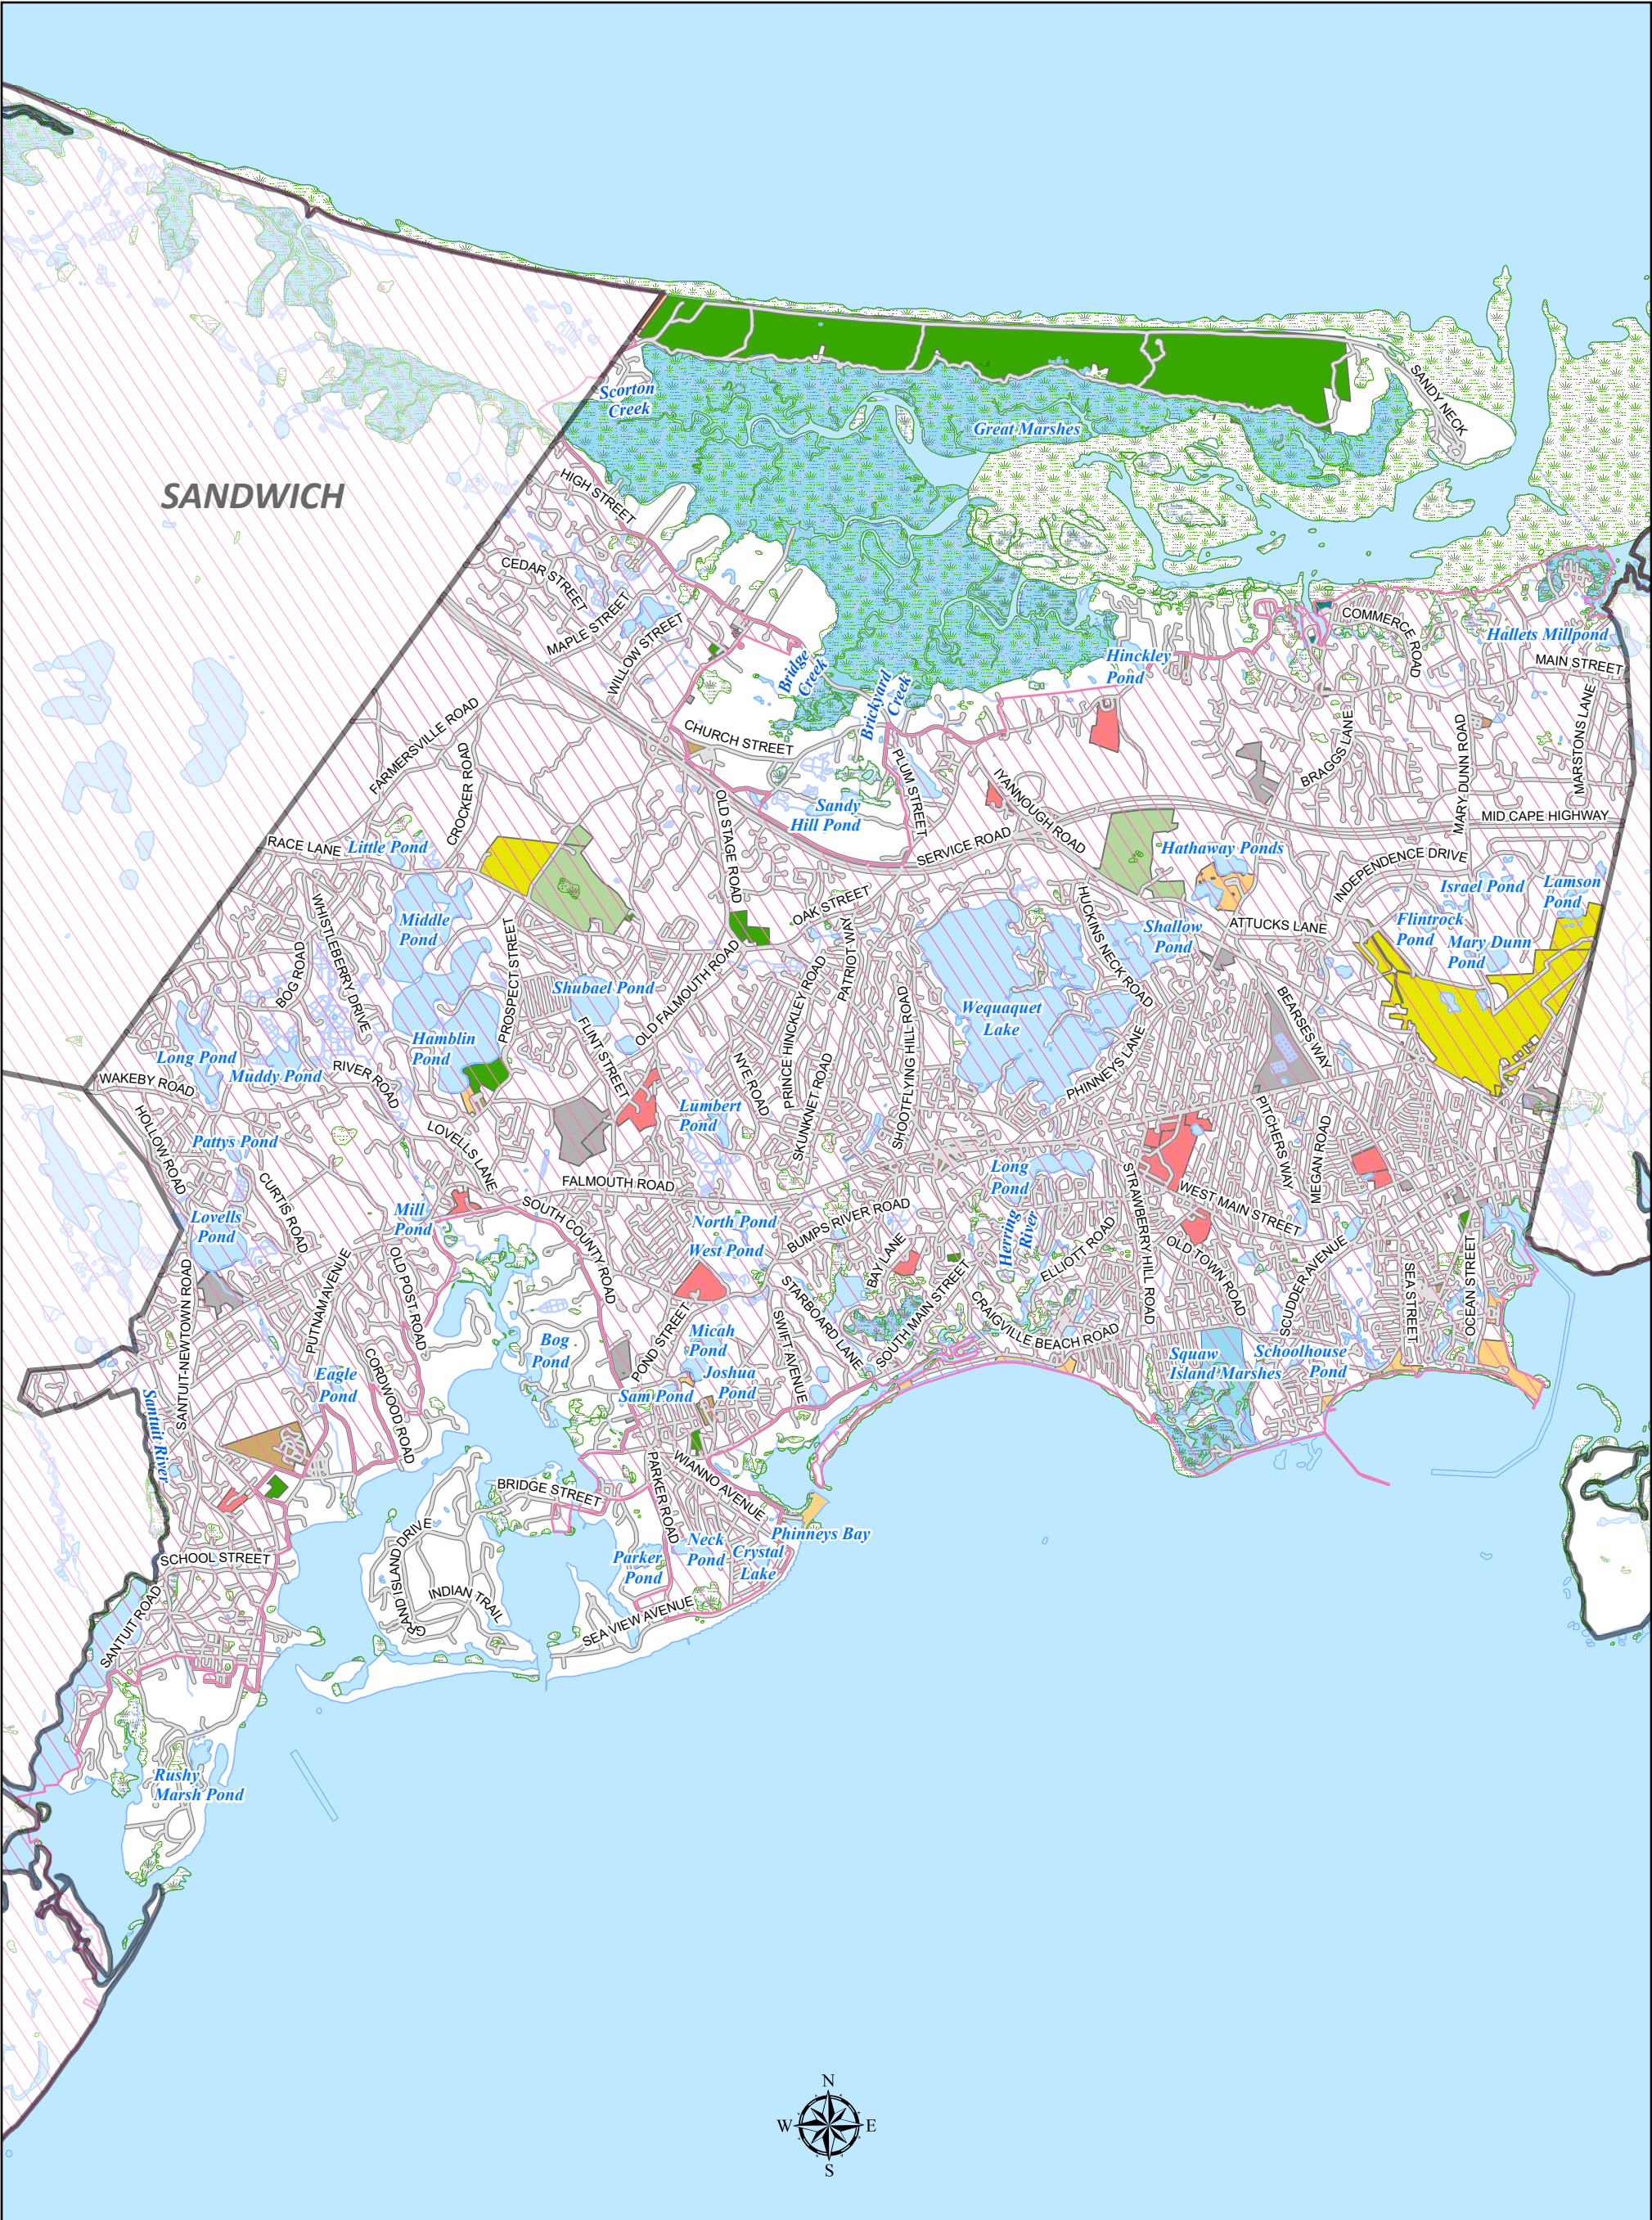 SANDWICH
Scorton
Creek
Great Marshes
SANDY NECK
HIGH STREET
CEDAR STREET
MAPLE STREET
WILLOW STREET
Bridge
Creek
Brickyard
Creek
Hinckley
Pond
COMMERCE ROAD
Hallets Millpond
MAIN STREET
MARSTONS LANE
MARY DUNN ROAD
BRAGGS LANE
CHURCH STREET
PLUM STREET
IYANNOUGH ROAD
FARMERSVILLE ROAD
CROCKER ROAD
OLD STAGE ROAD
Sandy
Hill Pond
SERVICE ROAD
MID CAPE HIGHWAY
RACE LANE
Little Pond
Hathaway Ponds
INDEPENDENCE DRIVE
Israel Pond
Lamson
Pond
WHISTLEBERRY DRIVE
Middle
Pond
OAK STREET
HUCKINS NECK ROAD
Shallow
Pond
ATTUCKS LANE
Flintrock
Pond
Mary Dunn
Pond
BOG ROAD
PROSPECT STREET
Shubael Pond
OLD FALMOUTH ROAD
PATRIOT WAY
PRINCE HINCKLEY ROAD
SHOOTFLYING HILL ROAD
Wequaquet
Lake
BEARSES WAY
Long Pond
Muddy Pond
Hamblin
Pond
FLINT STREET
NYE ROAD
SKUNKNET ROAD
PHINNEYS LANE
WAKEBY ROAD
RIVER ROAD
HOLLOW ROAD
LOVELLS LANE
Lumbert
Pond
PITCHERS WAY
MEGAN ROAD
Pattys Pond
CURTIS ROAD
FALMOUTH ROAD
Long
Pond
STRAWBERRY HILL ROAD
WEST MAIN STREET
Lovells
Pond
Mill
Pond
SOUTH COUNTY ROAD
North Pond
West Pond
BUMPS RIVER ROAD
Herring
River
ELLIOTT ROAD
OLD TOWN ROAD
SCUDDER AVENUE
SEA STREET
OCEAN STREET
SANTUIT-NEWTOWN ROAD
PUTNAM AVENUE
OLD POST ROAD
BAY LANE
STARBOARD LANE
SOUTH MAIN STREET
CRAIGVILLE BEACH ROAD
SWIFT AVENUE
POND STREET
Bog
Pond
Micah
Pond
Joshua
Pond
Sam Pond
Squaw
Island Marshes
Schoolhouse
Pond
Eagle
Pond
CORDWOOD ROAD
Santuit River
BRIDGE STREET
PARKER ROAD
WIANNO AVENUE
Phinneys Bay
Neck
Pond
Crystal
Lake
Parker
Pond
SCHOOL STREET
GRAND ISLAND DRIVE
INDIAN TRAIL
SEA VIEW AVENUE
SANTUIT ROAD
Rushy
Marsh Pond
N
W
E
S